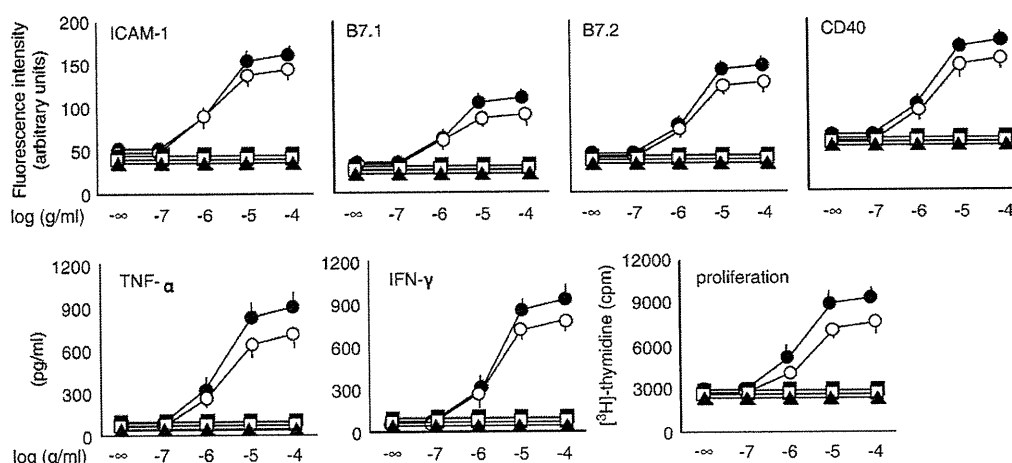 ICAM-1
B7.1
B7.2
CD40
Fluorescence intensity
(arbitrary units)
200
150
100
50
0
log (g/ml) -∞ -7 -6 -5 -4
-∞ -7 -6 -5 -4
-∞ -7 -6 -5 -4
-∞ -7 -6 -5 -4
TNF-α
IFN-γ
proliferation
(pg/ml)
1200
900
600
300
0
1200
900
600
300
0
[³H]-thymidine (cpm)
12000
9000
6000
3000
0
log (g/ml) -∞ -7 -6 -5 -4
-∞ -7 -6 -5 -4
-∞ -7 -6 -5 -4